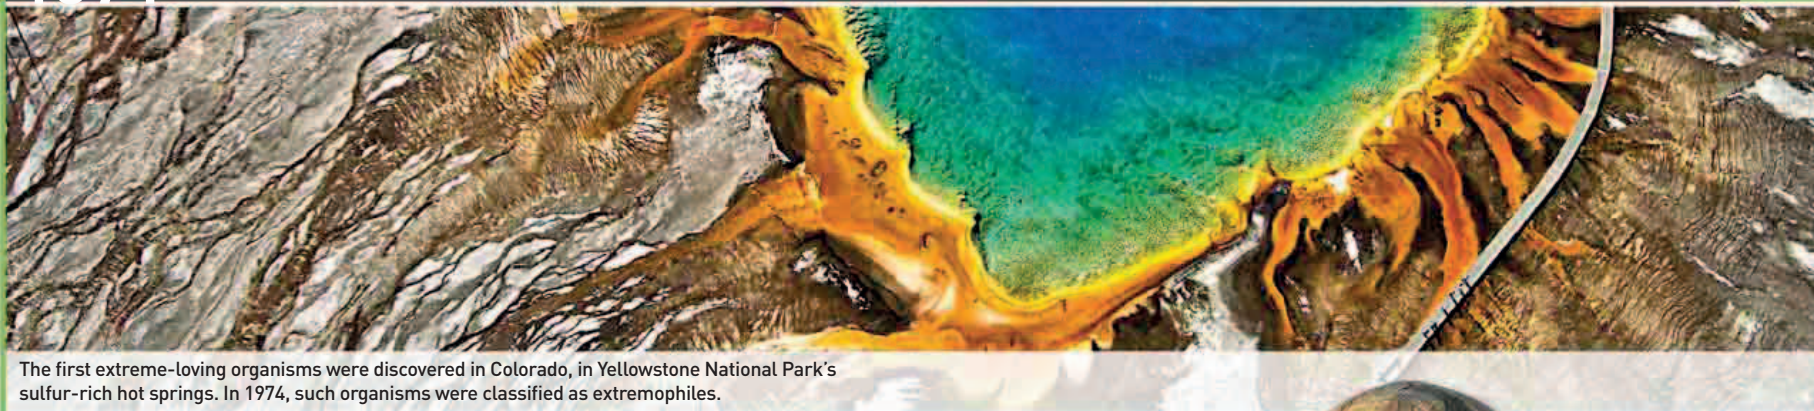 The first extreme-loving organisms were discovered in Colorado, in Yellowstone National Park's
sulfur-rich hot springs. In 1974, such organisms were classified as extremophiles.